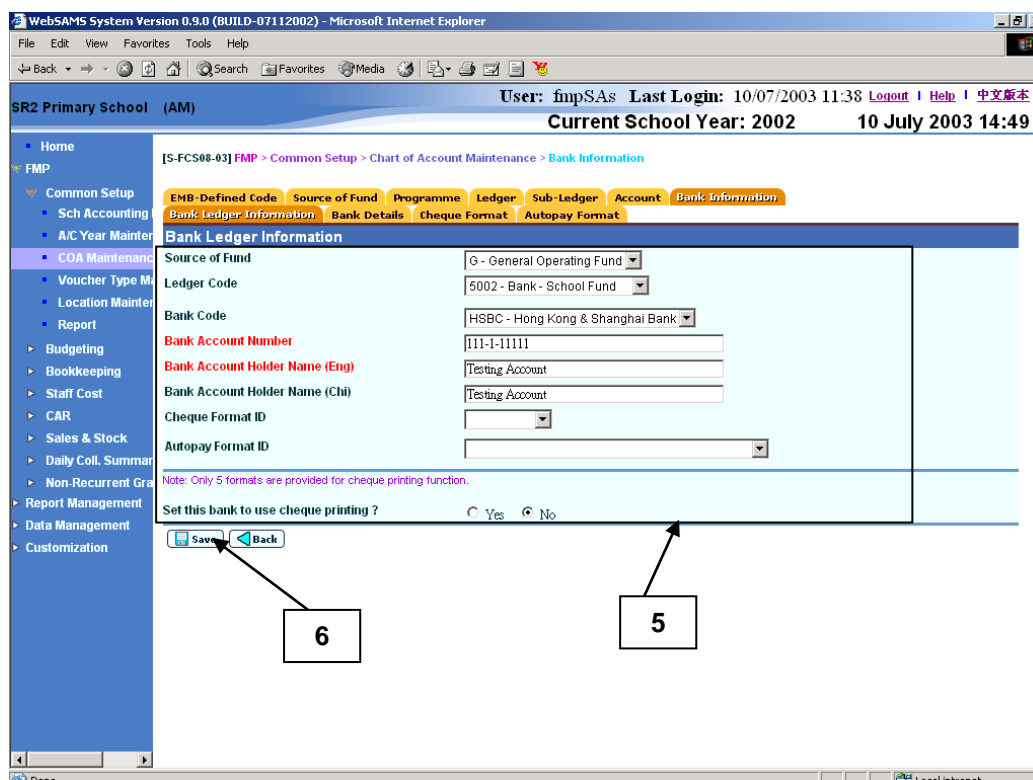 WebSAMS System Version 0.9.0 (BUILD-07112002) - Microsoft Internet Explorer
File Edit View Favorites Tools Help
Back Search Favorites Media
SR2 Primary School (AM)
User: fmpSAs Last Login: 10/07/2003 11:38 Logout | Help | 中文版本
Current School Year: 2002 10 July 2003 14:49
Home
FMP
Common Setup
Sch Accounting
A/C Year Mainter
COA Maintenanc
Voucher Type Ma
Location Mainter
Report
Budgeting
Bookkeeping
Staff Cost
CAR
Sales & Stock
Daily Coll. Summar
Non-Recurrent Gra
Report Management
Data Management
Customization
[S-FCS08-03] FMP > Common Setup > Chart of Account Maintenance > Bank Information
EMB-Defined Code Source of Fund Programme Ledger Sub-Ledger Account Bank Information
Bank Ledger Information Bank Details Cheque Format Autopay Format
Bank Ledger Information
Source of Fund G - General Operating Fund
Ledger Code 5002 - Bank - School Fund
Bank Code HSBC - Hong Kong & Shanghai Bank
Bank Account Number 111-1-11111
Bank Account Holder Name (Eng) Testing Account
Bank Account Holder Name (Chi) Testing Account
Cheque Format ID
Autopay Format ID
Note: Only 5 formats are provided for cheque printing function.
Set this bank to use cheque printing ? Yes No
Save Back
6
5
Done Local intranet